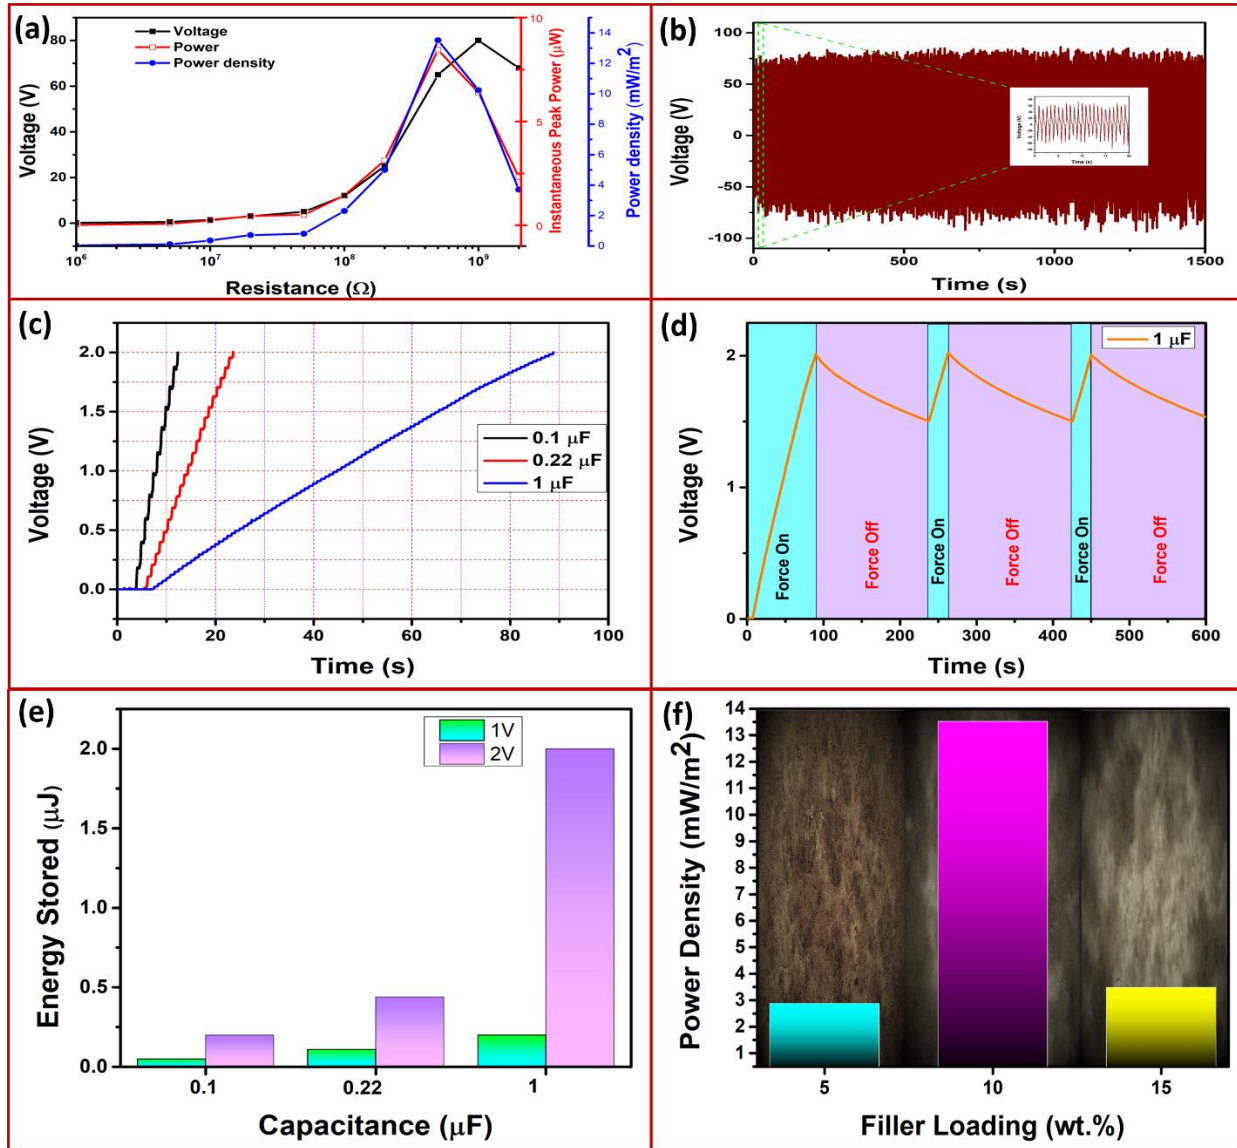 (a)
Voltage
Power
Power density
80
60
40
20
0
Voltage (V)
10⁶
10⁷
10⁸
10⁹
Resistance (Ω)
10
5
0
Instantaneous Peak Power (μW)
14
12
10
8
6
4
2
0
Power density (mW/m²)
(b)
100
50
0
-50
-100
Voltage (V)
0
500
1000
1500
Time (s)
Voltage (V)
Time (s)
(c)
2.0
1.5
1.0
0.5
0.0
Voltage (V)
0.1 μF
0.22 μF
1 μF
0
20
40
60
80
100
Time (s)
(d)
1 μF
2
1
0
Voltage (V)
Force On
Force Off
Force On
Force Off
Force On
Force Off
0
100
200
300
400
500
600
Time (s)
(e)
1V
2V
2.0
1.5
1.0
0.5
0.0
Energy Stored (μJ)
0.1
0.22
1
Capacitance (μF)
(f)
14
13
12
11
10
9
8
7
6
5
4
3
2
1
Power Density (mW/m²)
5
10
15
Filler Loading (wt.%)